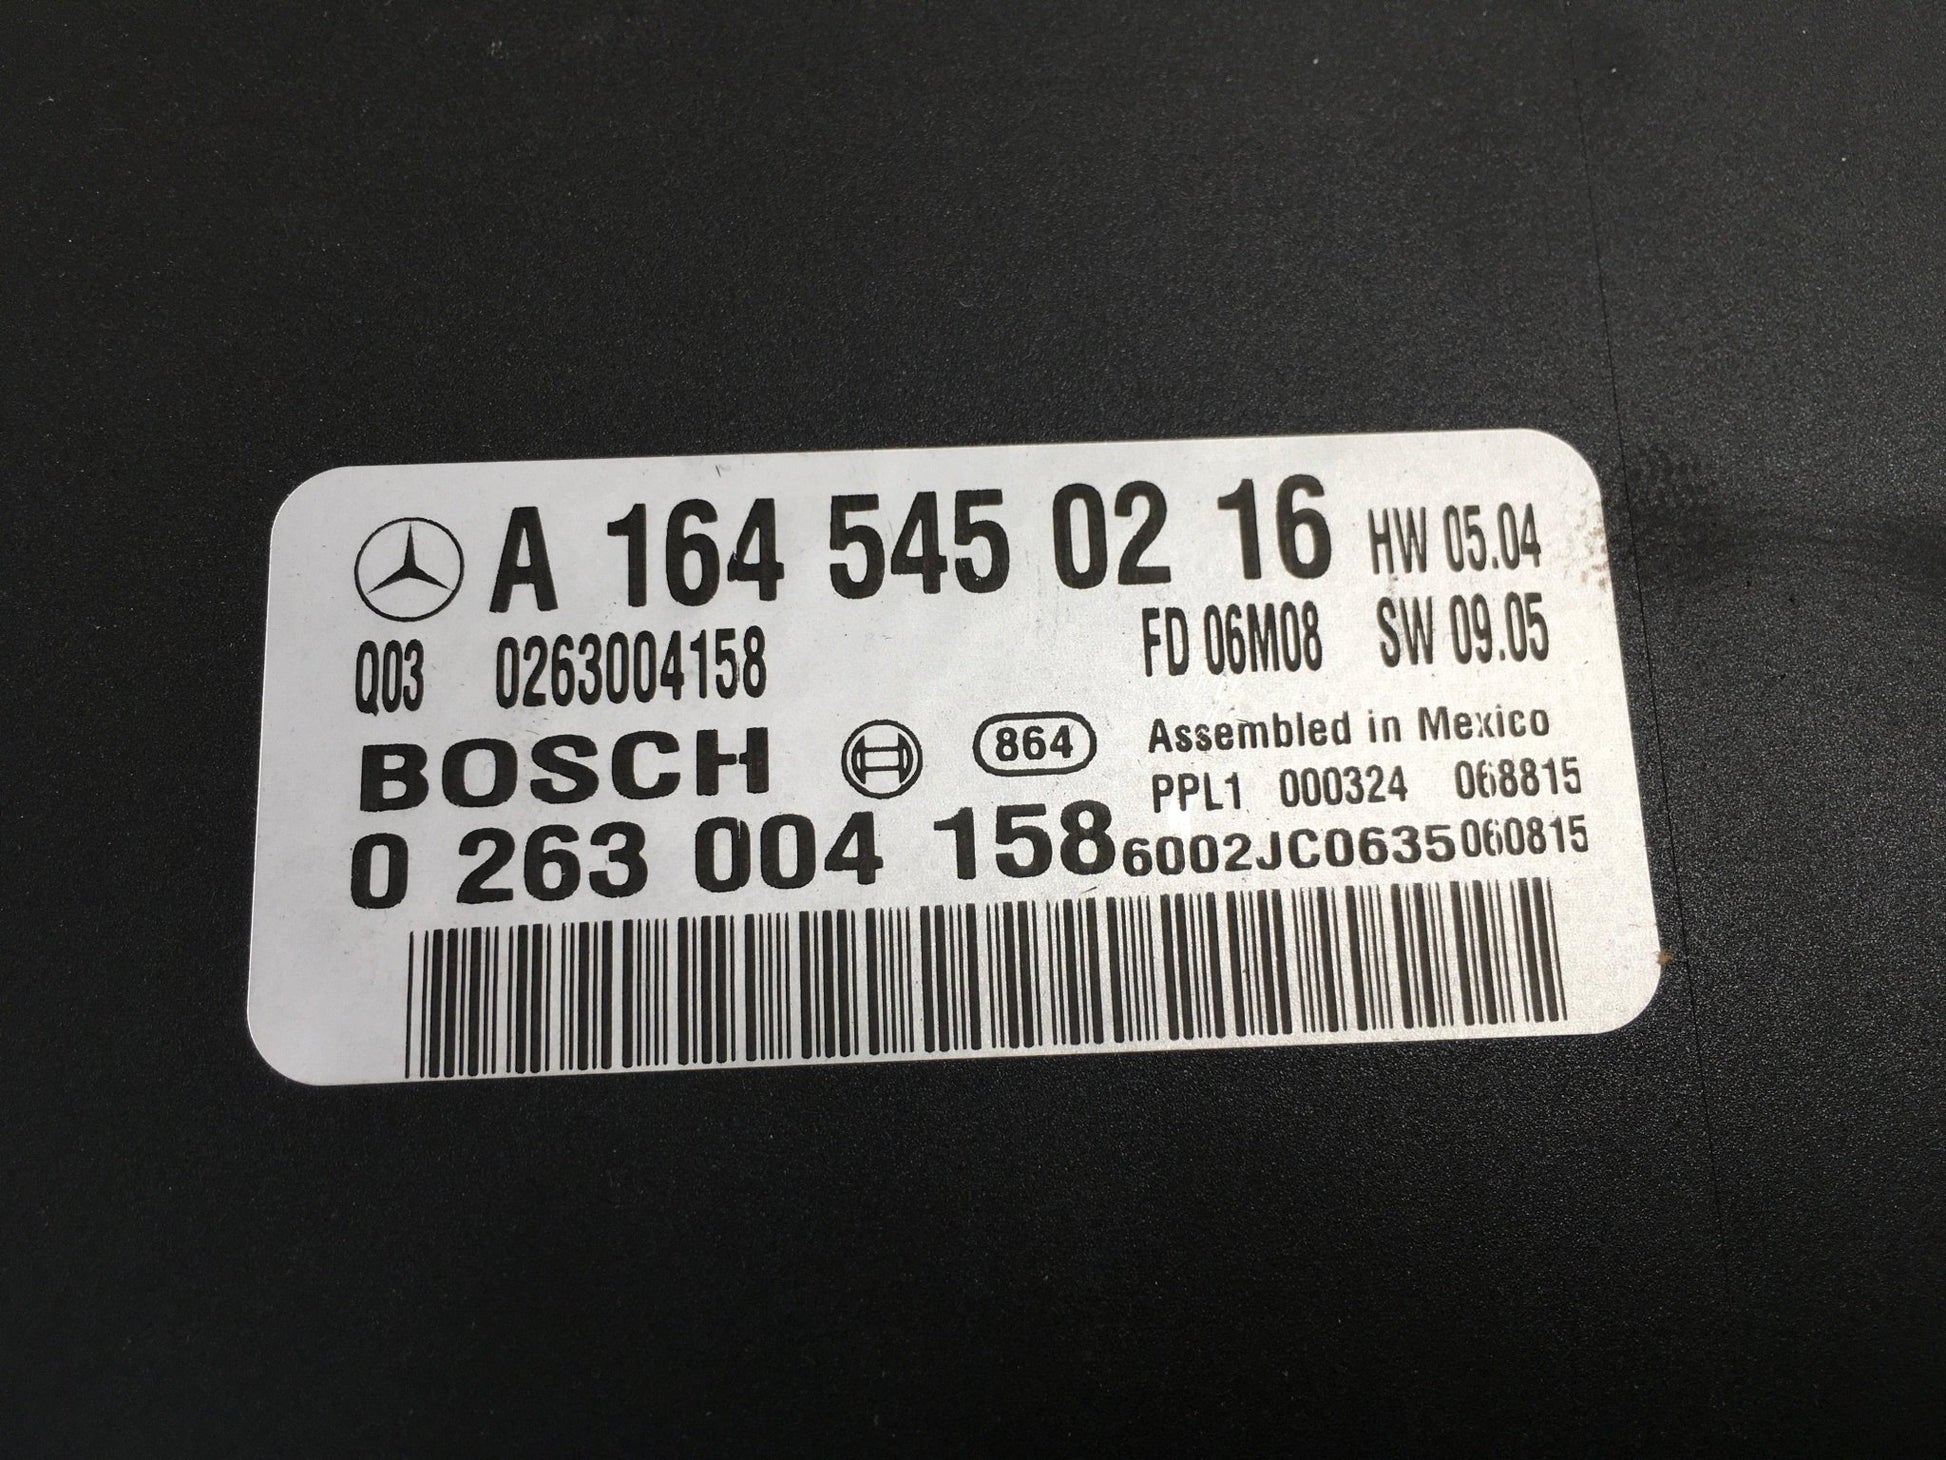 A 164 545 02 16 HW 05.04
Q03 0263004158 FD 06M08 SW 09.05
BOSCH 864 Assembled in Mexico
PPL1 000324 068815
0 263 004 158 6002JC0635 060815